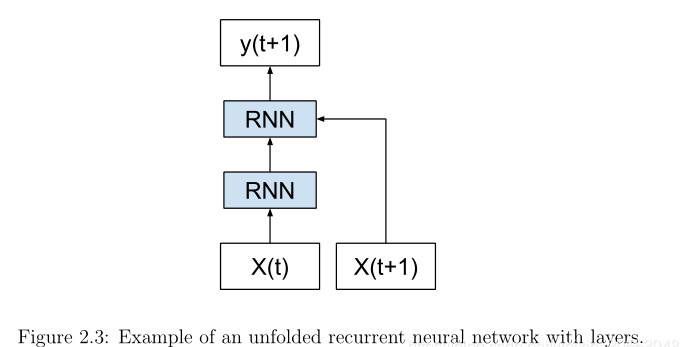 y(t+1)
RNN
RNN
X(t)
X(t+1)
Figure 2.3: Example of an unfolded recurrent neural network with layers.